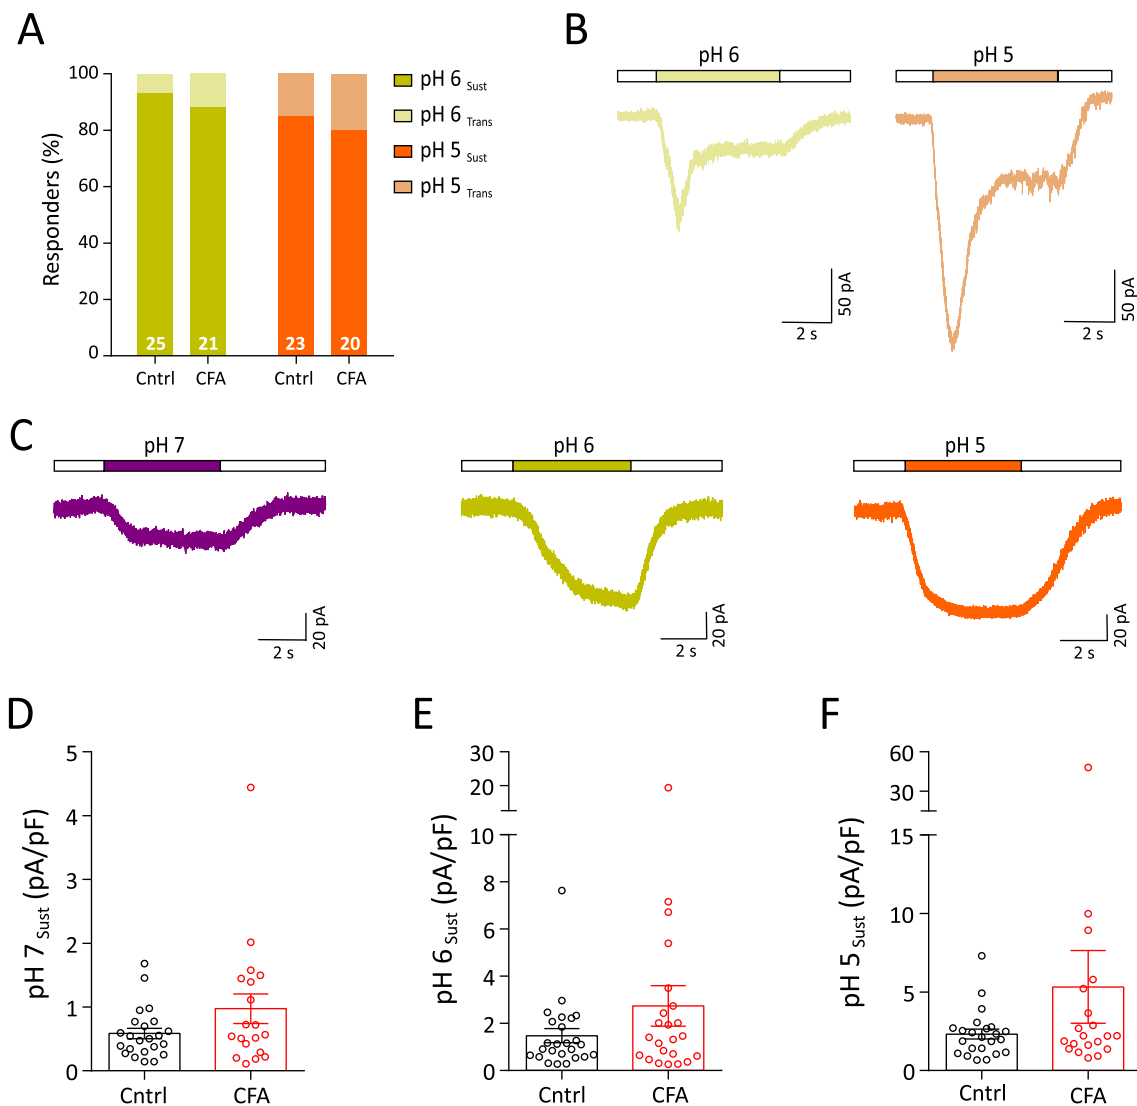 A
100
80
60
40
20
0
Responders (%)
25
21
23
20
Cntrl
CFA
Cntrl
CFA
pH 6 Sust
pH 6 Trans
pH 5 Sust
pH 5 Trans
B
pH 6
50 pA
2 s
pH 5
50 pA
2 s
C
pH 7
20 pA
2 s
pH 6
20 pA
2 s
pH 5
20 pA
2 s
D
5
4
3
2
1
0
pH 7 Sust (pA/pF)
Cntrl
CFA
E
30
20
10
8
6
4
2
0
pH 6 Sust (pA/pF)
Cntrl
CFA
F
60
30
15
10
5
0
pH 5 Sust (pA/pF)
Cntrl
CFA